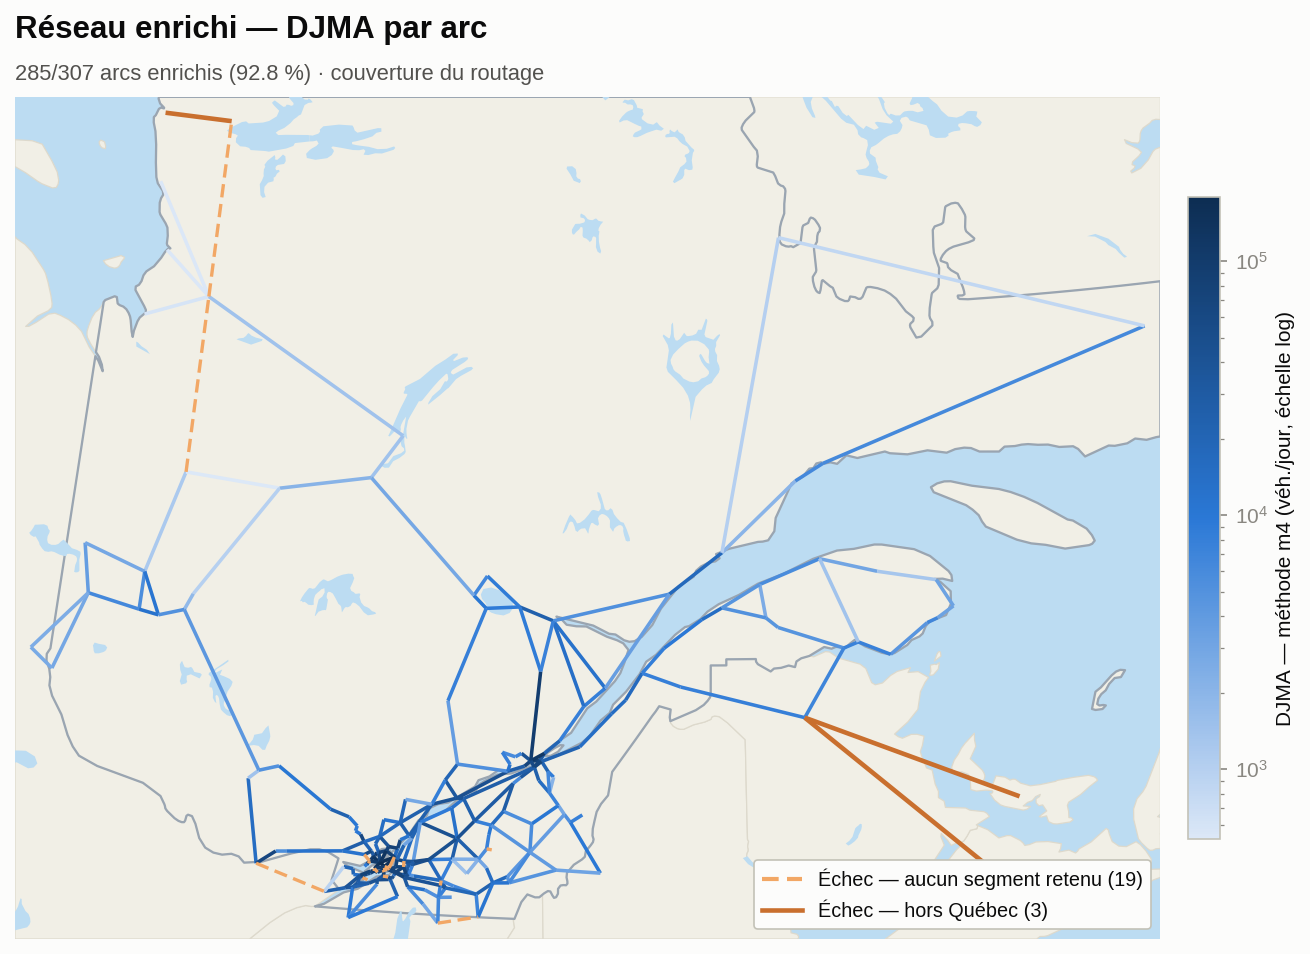 Réseau enrichi — DJMA par arc
285/307 arcs enrichis (92.8 %) · couverture du routage
10⁵
10⁴
10³
DJMA — méthode m4 (véh./jour, échelle log)
Échec — aucun segment retenu (19)
Échec — hors Québec (3)